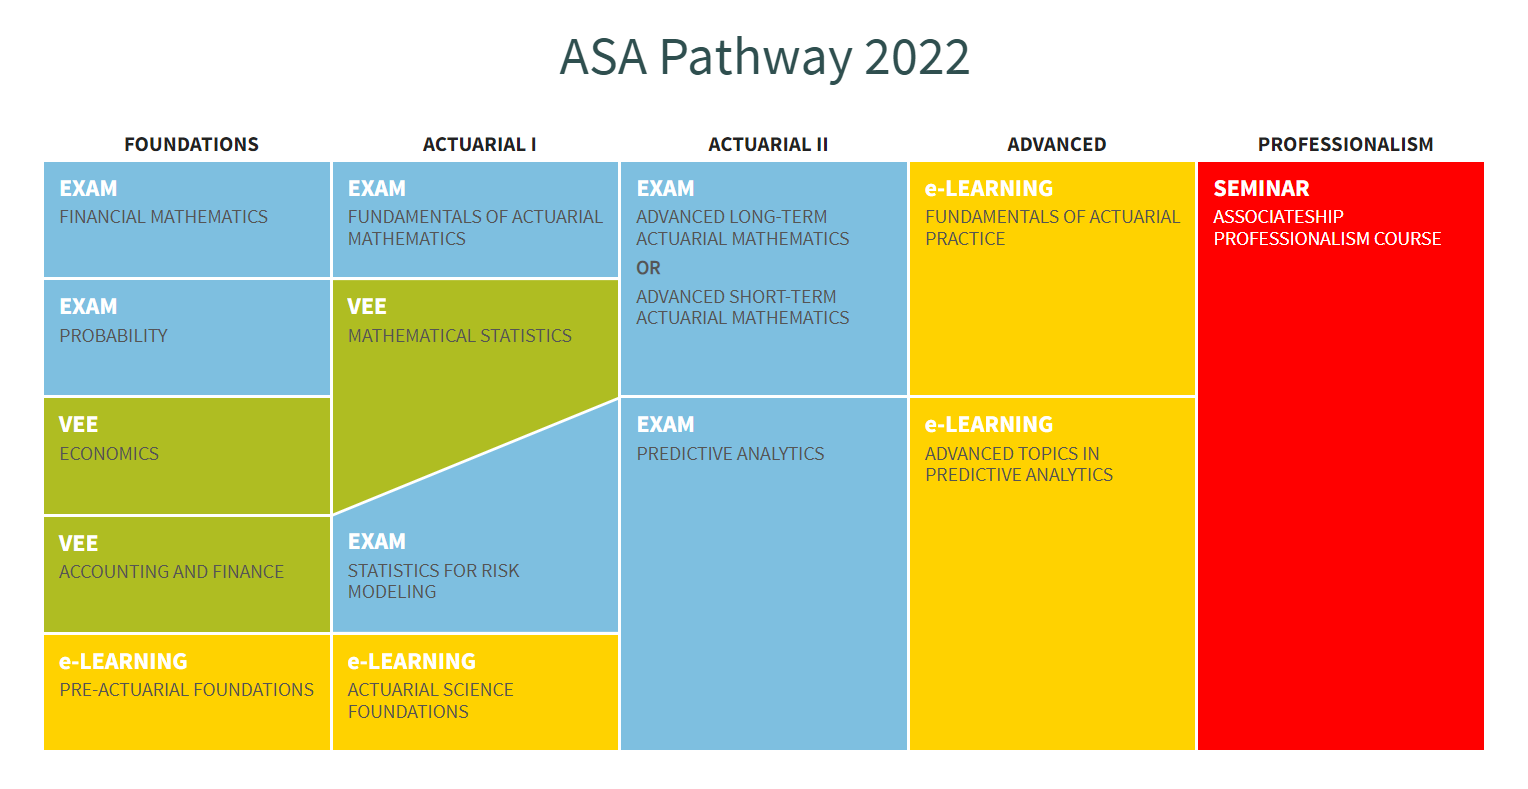 ASA Pathway 2022
FOUNDATIONS
EXAM
FINANCIAL MATHEMATICS
EXAM
PROBABILITY
VEE
ECONOMICS
VEE
ACCOUNTING AND FINANCE
e-LEARNING
PRE-ACTUARIAL FOUNDATIONS
ACTUARIAL I
EXAM
FUNDAMENTALS OF ACTUARIAL
MATHEMATICS
VEE
MATHEMATICAL STATISTICS
EXAM
STATISTICS FOR RISK
MODELING
e-LEARNING
ACTUARIAL SCIENCE
FOUNDATIONS
ACTUARIAL II
EXAM
ADVANCED LONG-TERM
ACTUARIAL MATHEMATICS
OR
ADVANCED SHORT-TERM
ACTUARIAL MATHEMATICS
EXAM
PREDICTIVE ANALYTICS
ADVANCED
e-LEARNING
FUNDAMENTALS OF ACTUARIAL
PRACTICE
e-LEARNING
ADVANCED TOPICS IN
PREDICTIVE ANALYTICS
PROFESSIONALISM
SEMINAR
ASSOCIATESHIP
PROFESSIONALISM COURSE